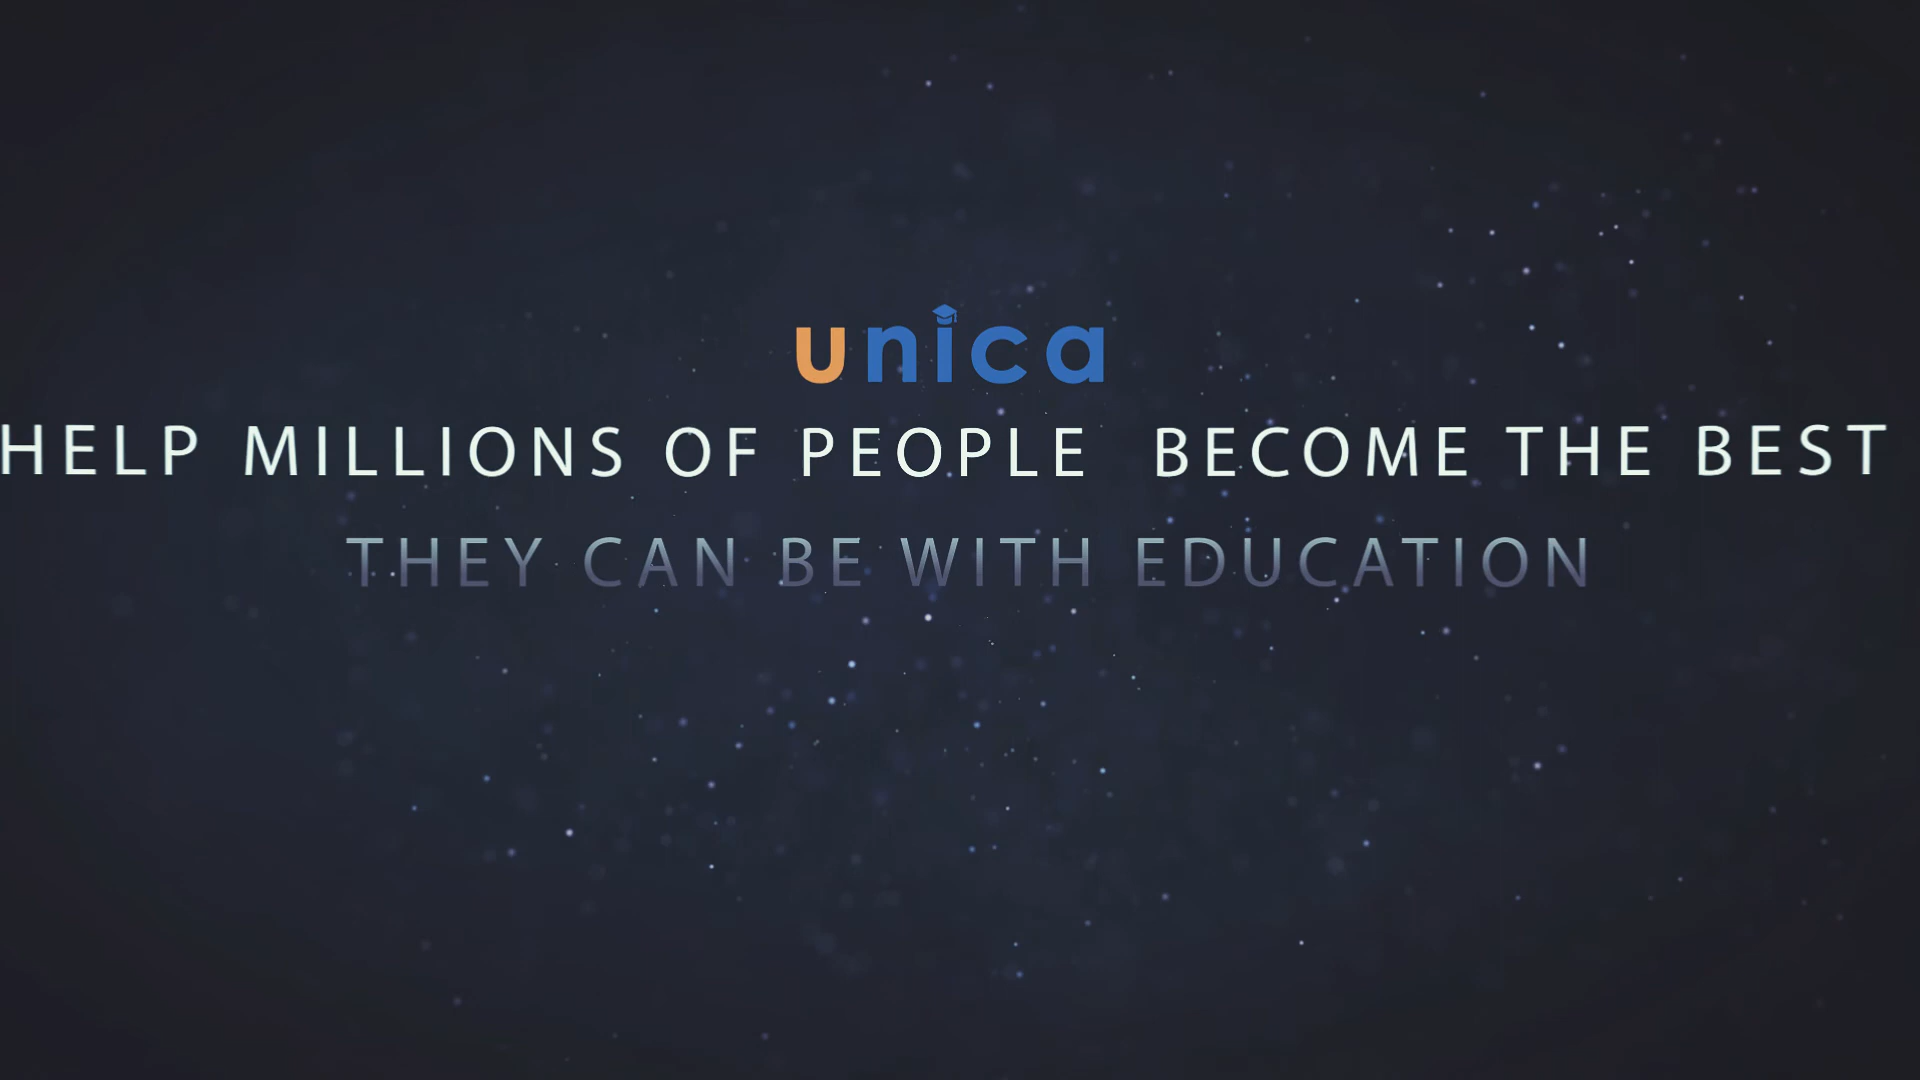 unica
HELP MILLIONS OF PEOPLE BECOME THE BEST
THEY CAN BE WITH EDUCATION